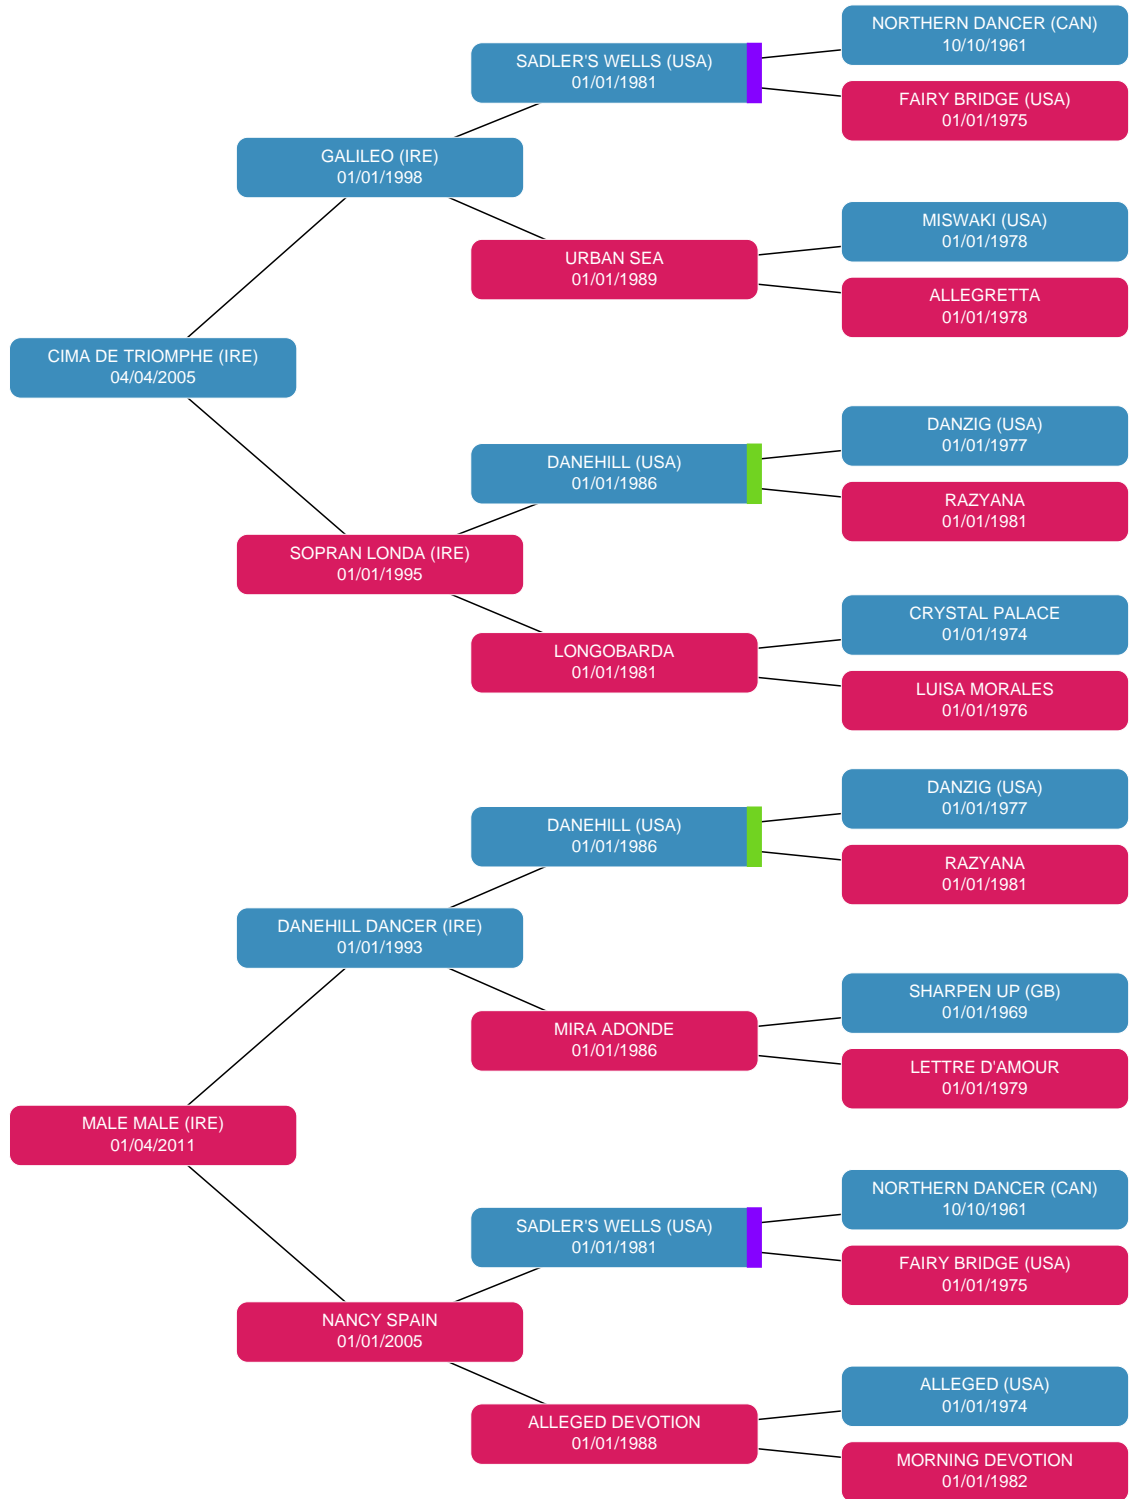 NORTHERN DANCER (CAN)
10/10/1961
SADLER'S WELLS (USA)
01/01/1981
FAIRY BRIDGE (USA)
01/01/1975
GALILEO (IRE)
01/01/1998
MISWAKI (USA)
01/01/1978
URBAN SEA
01/01/1989
ALLEGRETTA
01/01/1978
CIMA DE TRIOMPHE (IRE)
04/04/2005
DANZIG (USA)
01/01/1977
DANEHILL (USA)
01/01/1986
RAZYANA
01/01/1981
SOPRAN LONDA (IRE)
01/01/1995
CRYSTAL PALACE
01/01/1974
LONGOBARDA
01/01/1981
LUISA MORALES
01/01/1976
DANZIG (USA)
01/01/1977
DANEHILL (USA)
01/01/1986
RAZYANA
01/01/1981
DANEHILL DANCER (IRE)
01/01/1993
SHARPEN UP (GB)
01/01/1969
MIRA ADONDE
01/01/1986
LETTRE D'AMOUR
01/01/1979
MALE MALE (IRE)
01/04/2011
NORTHERN DANCER (CAN)
10/10/1961
SADLER'S WELLS (USA)
01/01/1981
FAIRY BRIDGE (USA)
01/01/1975
NANCY SPAIN
01/01/2005
ALLEGED (USA)
01/01/1974
ALLEGED DEVOTION
01/01/1988
MORNING DEVOTION
01/01/1982